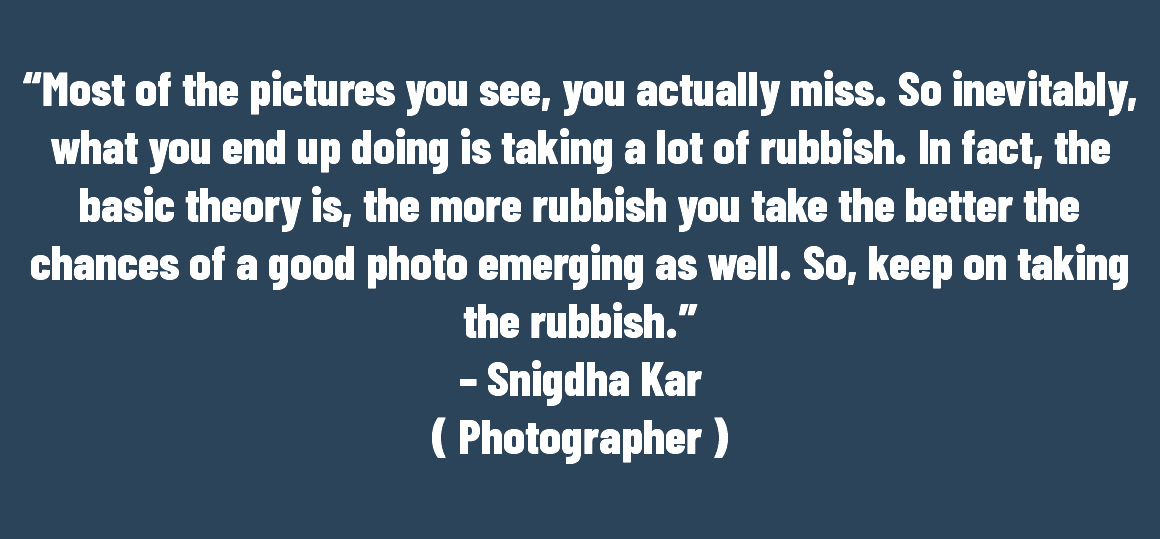 “Most of the pictures you see, you actually miss. So inevitably,
what you end up doing is taking a lot of rubbish. In fact, the
basic theory is, the more rubbish you take the better the
chances of a good photo emerging as well. So, keep on taking
the rubbish.”
– Snigdha Kar
( Photographer )